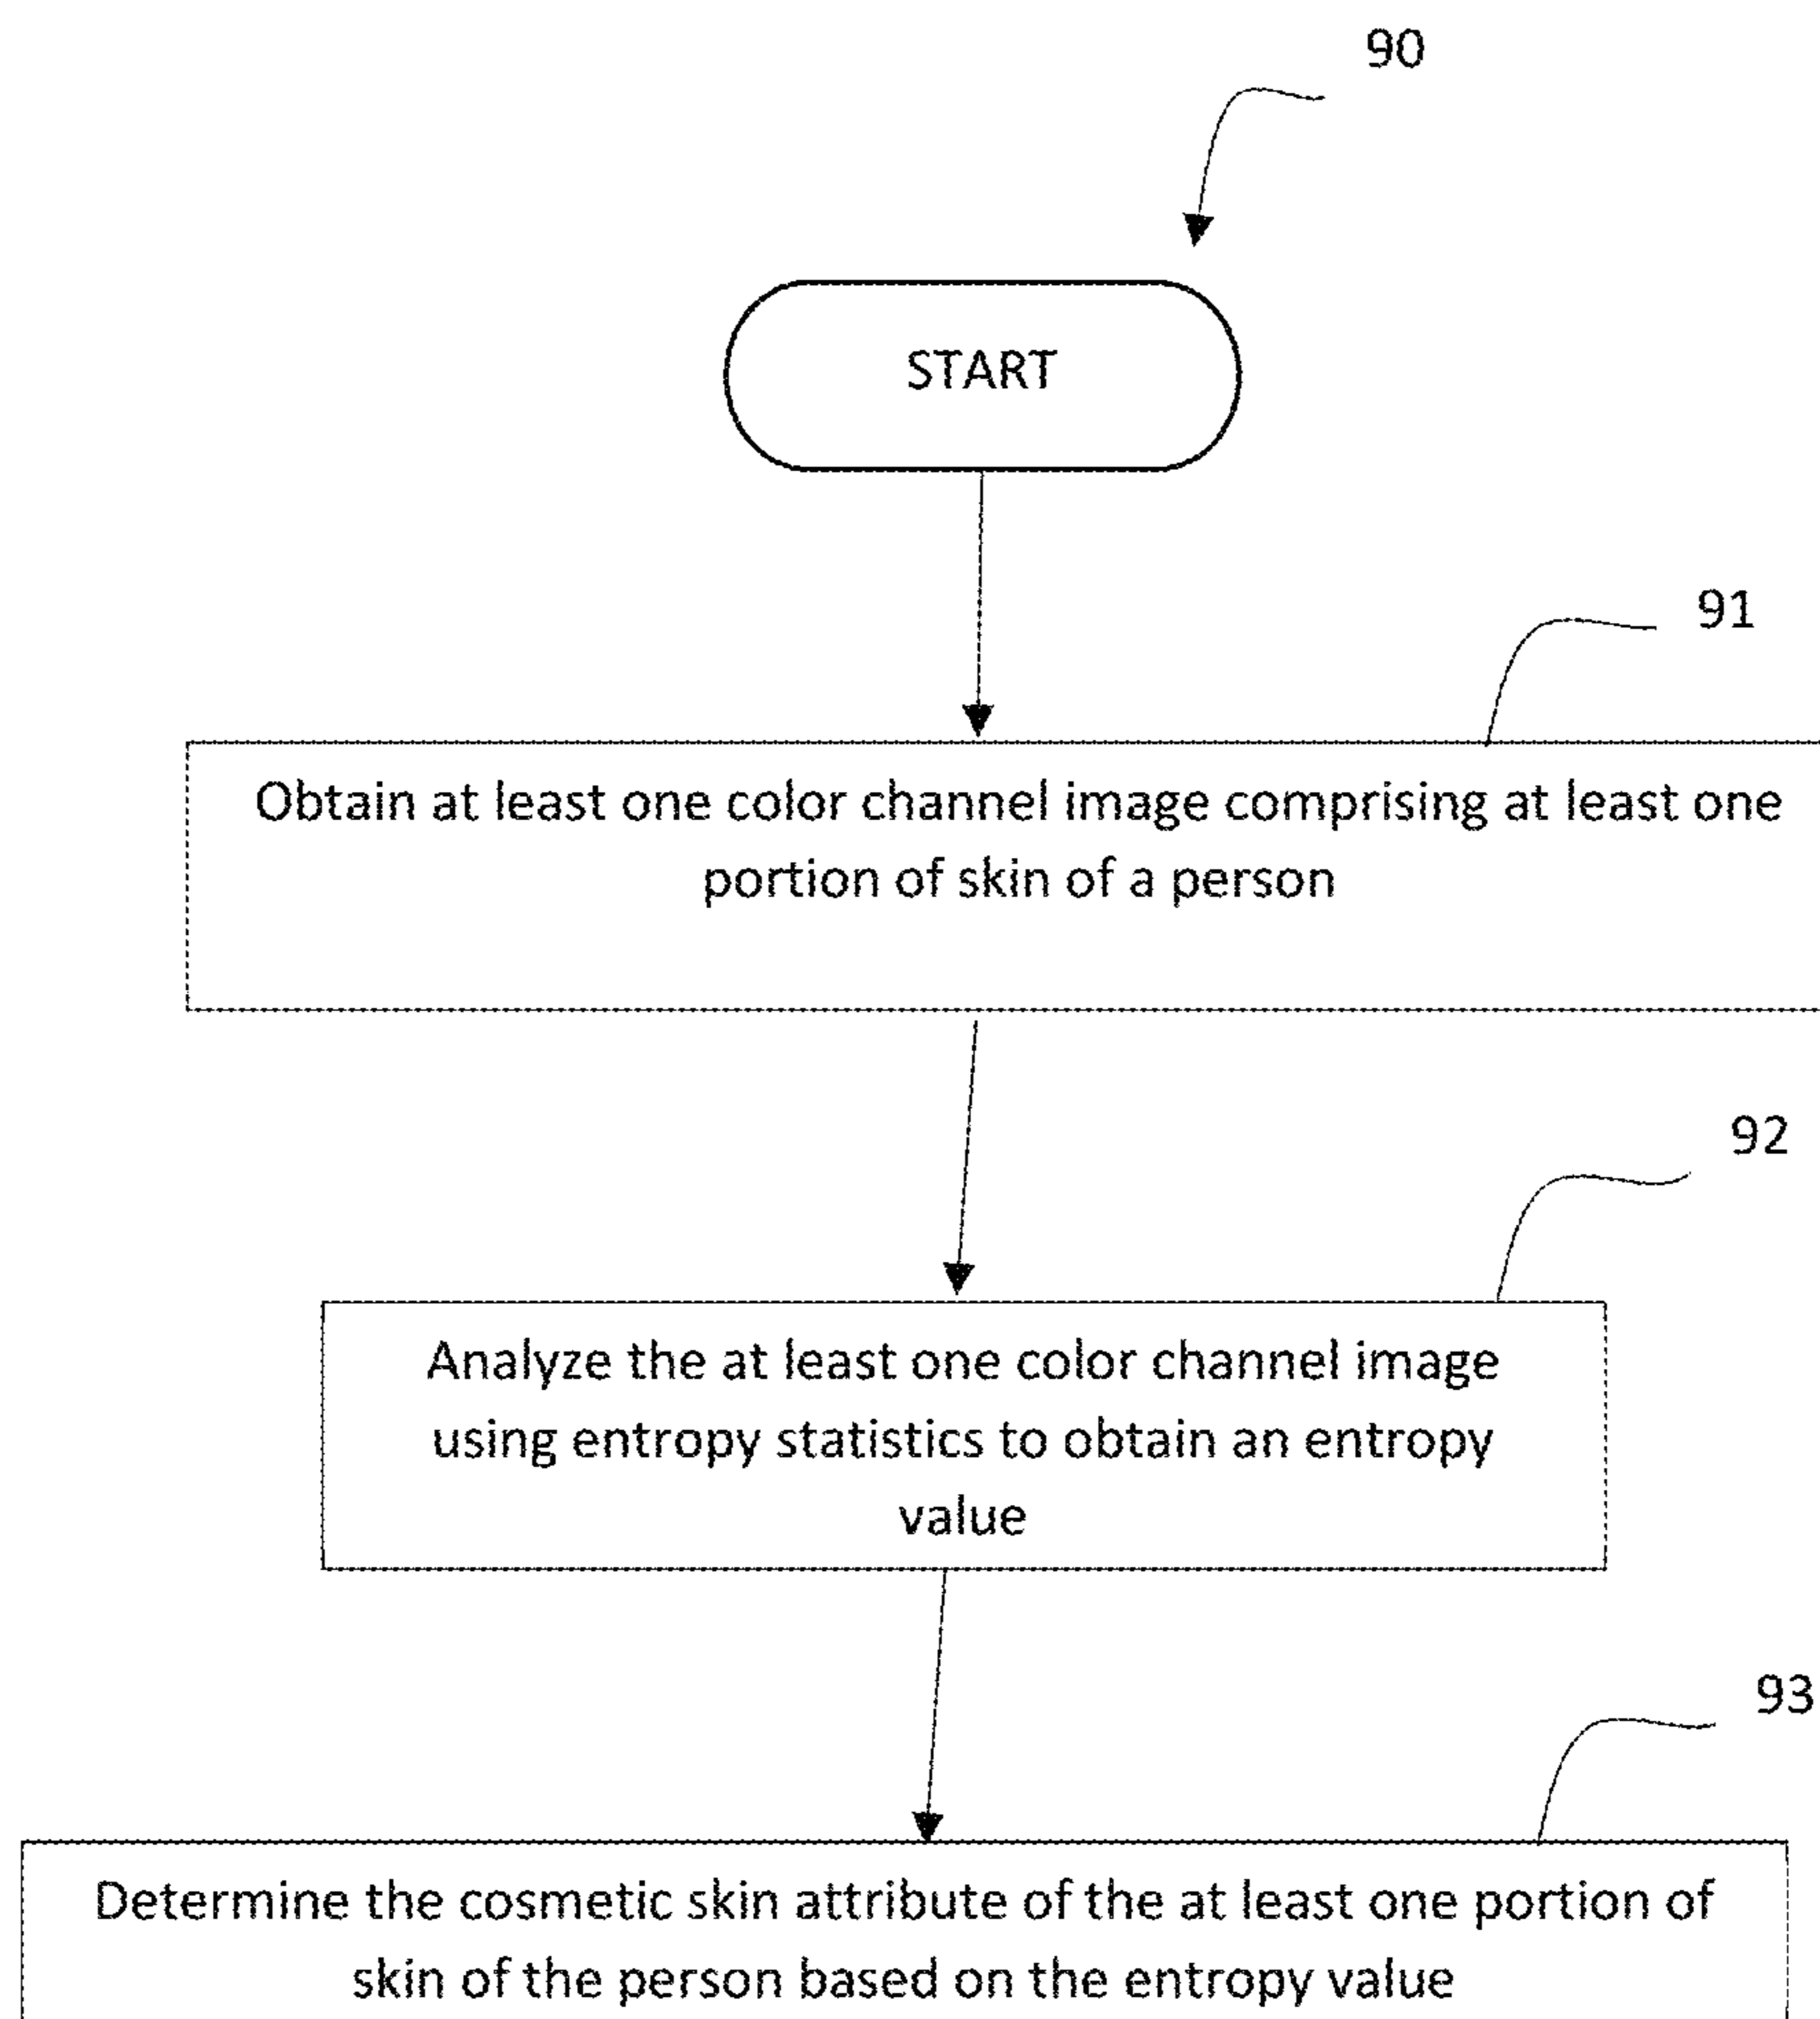 90
START
91
Obtain at least one color channel image comprising at least one
portion of skin of a person
92
Analyze the at least one color channel image
using entropy statistics to obtain an entropy
value
93
Determine the cosmetic skin attribute of the at least one portion of
skin of the person based on the entropy value